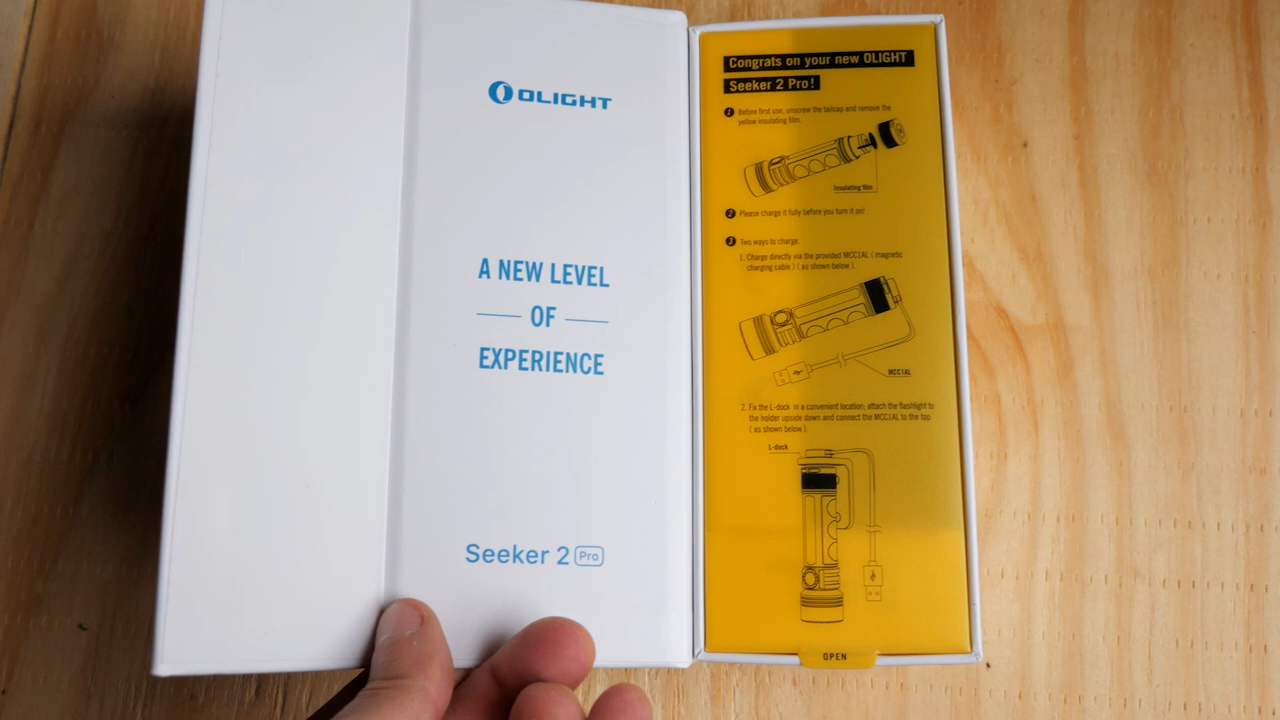 OLIGHT
A NEW LEVEL
OF
EXPERIENCE
Seeker 2 Pro
Congrats on your new OLIGHT
Seeker 2 Pro!
1 Before first use, unscrew the tailcap and remove the
yellow insulating film.
Insulating film
2 Please charge it fully before you turn it on!
3 Two ways to charge.
1. Charge directly via the provided MCC1AL ( magnetic
charging cable ) ( as shown below ).
MCC1AL
2. Fix the L-dock in a convenient location; attach the flashlight to
the holder upside down and connect the MCC1AL to the top
( as shown below ).
L-dock
OPEN